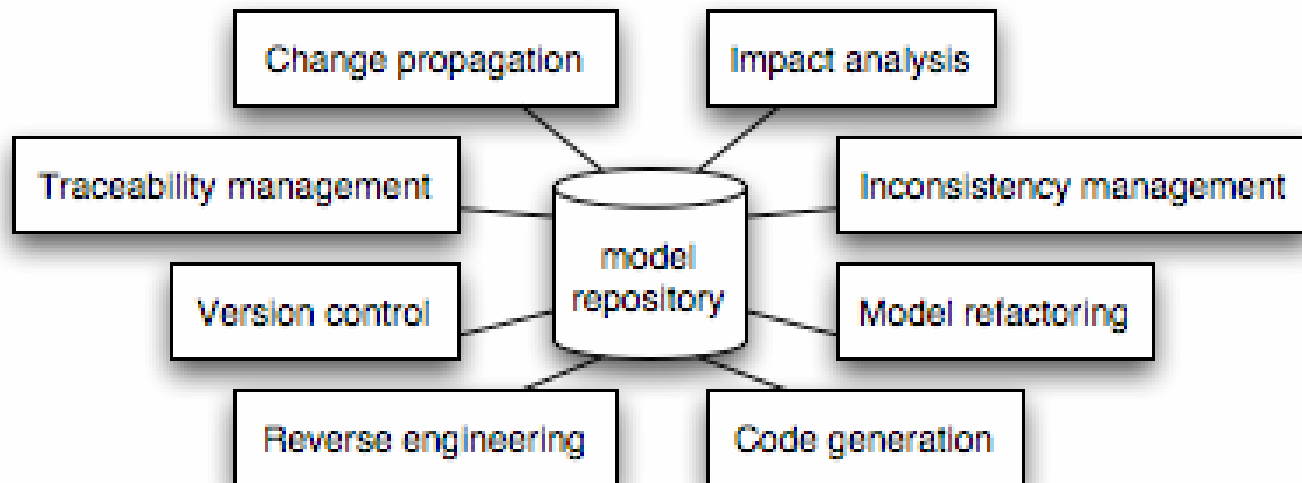 Change propagation
Impact analysis
Traceability management
Inconsistency management
model
repository
Version control
Model refactoring
Reverse engineering
Code generation